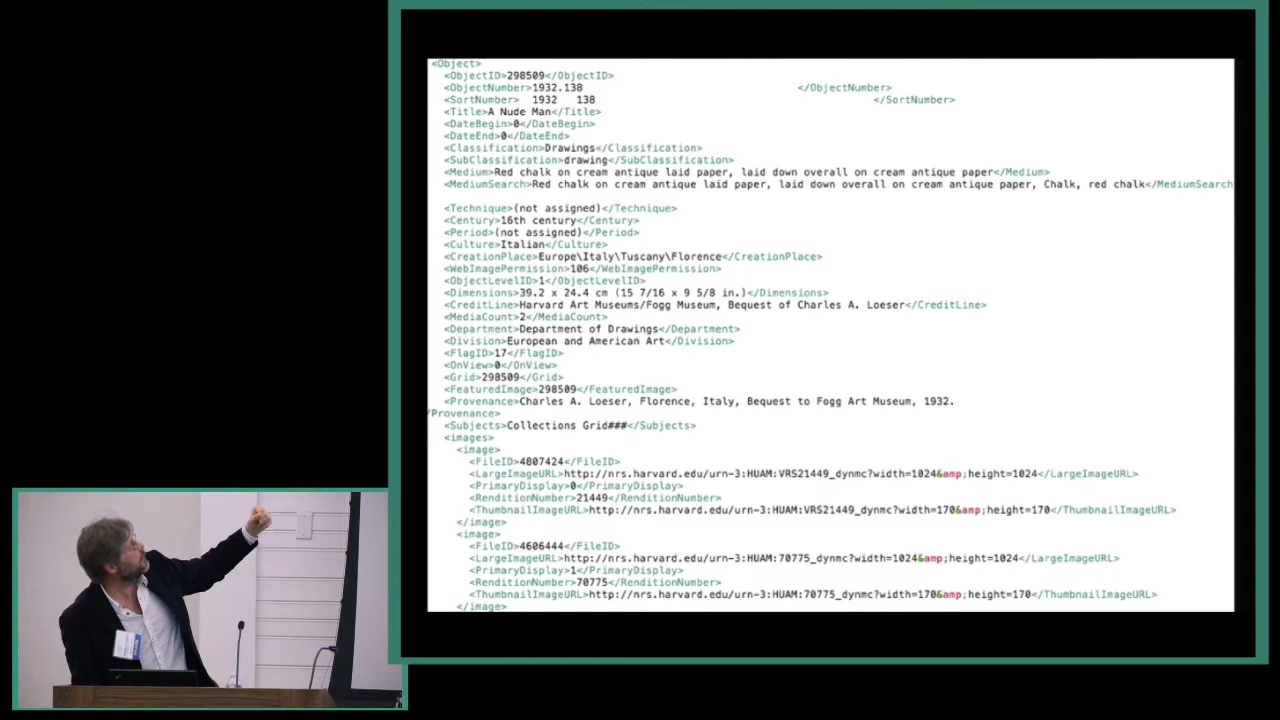 <Object>
<ObjectID>298509</ObjectID>
<ObjectNumber>1932.138 </ObjectNumber>
<SortNumber> 1932 138 </SortNumber>
<Title>A Nude Man</Title>
<DateBegin>0</DateBegin>
<DateEnd>0</DateEnd>
<Classification>Drawings</Classification>
<SubClassification>drawing</SubClassification>
<Medium>Red chalk on cream antique laid paper, laid down overall on cream antique paper</Medium>
<MediumSearch>Red chalk on cream antique laid paper, laid down overall on cream antique paper, Chalk, red chalk</MediumSearch
<Technique>(not assigned)</Technique>
<Century>16th century</Century>
<Period>(not assigned)</Period>
<Culture>Italian</Culture>
<CreationPlace>Europe\Italy\Tuscany\Florence</CreationPlace>
<WebImagePermission>106</WebImagePermission>
<ObjectLevelID>1</ObjectLevelID>
<Dimensions>39.2 x 24.4 cm (15 7/16 x 9 5/8 in.)</Dimensions>
<CreditLine>Harvard Art Museums/Fogg Museum, Bequest of Charles A. Loeser</CreditLine>
<MediaCount>2</MediaCount>
<Department>Department of Drawings</Department>
<Division>European and American Art</Division>
<FlagID>17</FlagID>
<OnView>0</OnView>
<Grid>298509</Grid>
<FeaturedImage>298509</FeaturedImage>
<Provenance>Charles A. Loeser, Florence, Italy, Bequest to Fogg Art Museum, 1932.
/Provenance>
<Subjects>Collections Grid###</Subjects>
<images>
<image>
<FileID>4807424</FileID>
<LargeImageURL>http://nrs.harvard.edu/urn-3:HUAM:VRS21449_dynmc?width=1024&amp;height=1024</LargeImageURL>
<PrimaryDisplay>0</PrimaryDisplay>
<RenditionNumber>21449</RenditionNumber>
<ThumbnailImageURL>http://nrs.harvard.edu/urn-3:HUAM:VRS21449_dynmc?width=170&amp;height=170</ThumbnailImageURL>
</image>
<image>
<FileID>4606444</FileID>
<LargeImageURL>http://nrs.harvard.edu/urn-3:HUAM:70775_dynmc?width=1024&amp;height=1024</LargeImageURL>
<PrimaryDisplay>1</PrimaryDisplay>
<RenditionNumber>70775</RenditionNumber>
<ThumbnailImageURL>http://nrs.harvard.edu/urn-3:HUAM:70775_dynmc?width=170&amp;height=170</ThumbnailImageURL>
</image>